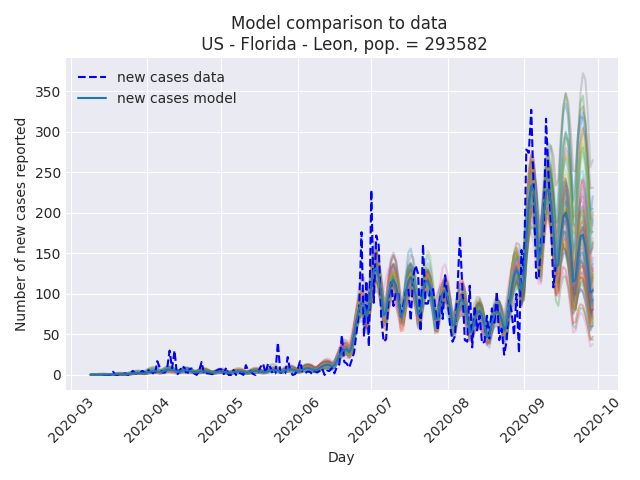 Model comparison to data
US - Florida - Leon, pop. = 293582
new cases data
new cases model
Number of new cases reported
350
300
250
200
150
100
50
0
2020-03
2020-04
2020-05
2020-06
2020-07
2020-08
2020-09
2020-10
Day